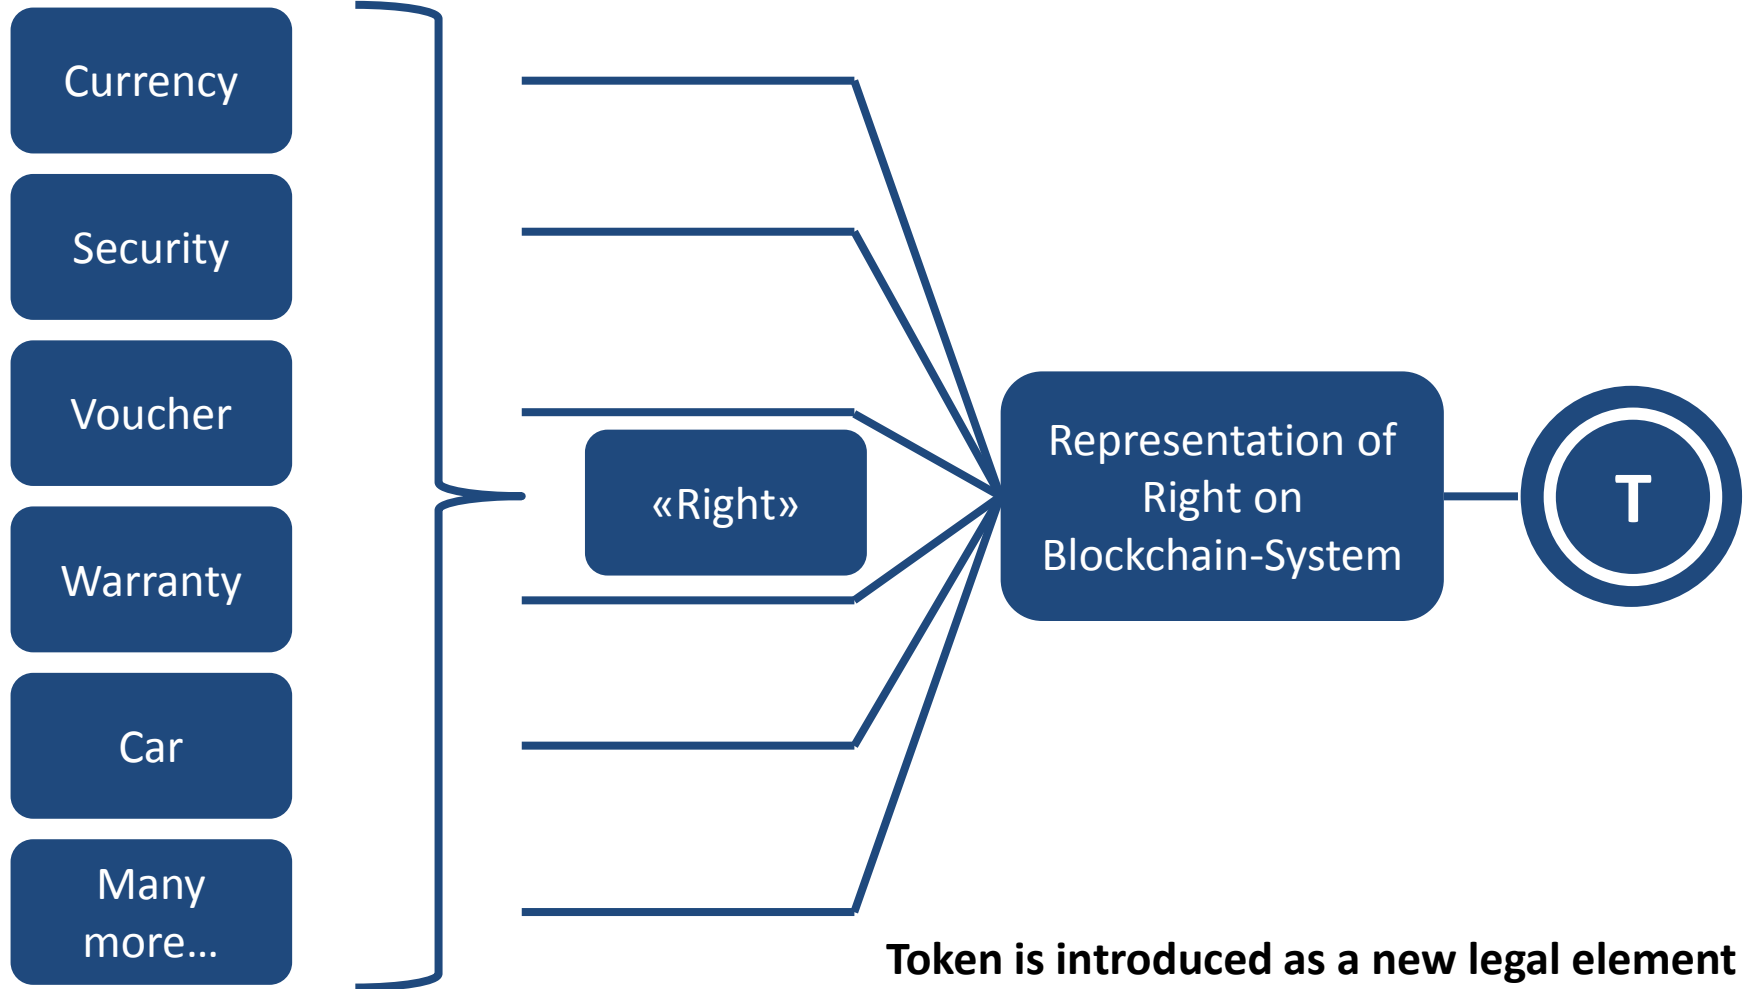 Currency
Security
Voucher
Warranty
Car
Many
more...
«Right»
Representation of
Right on
Blockchain-System
T
Token is introduced as a new legal element